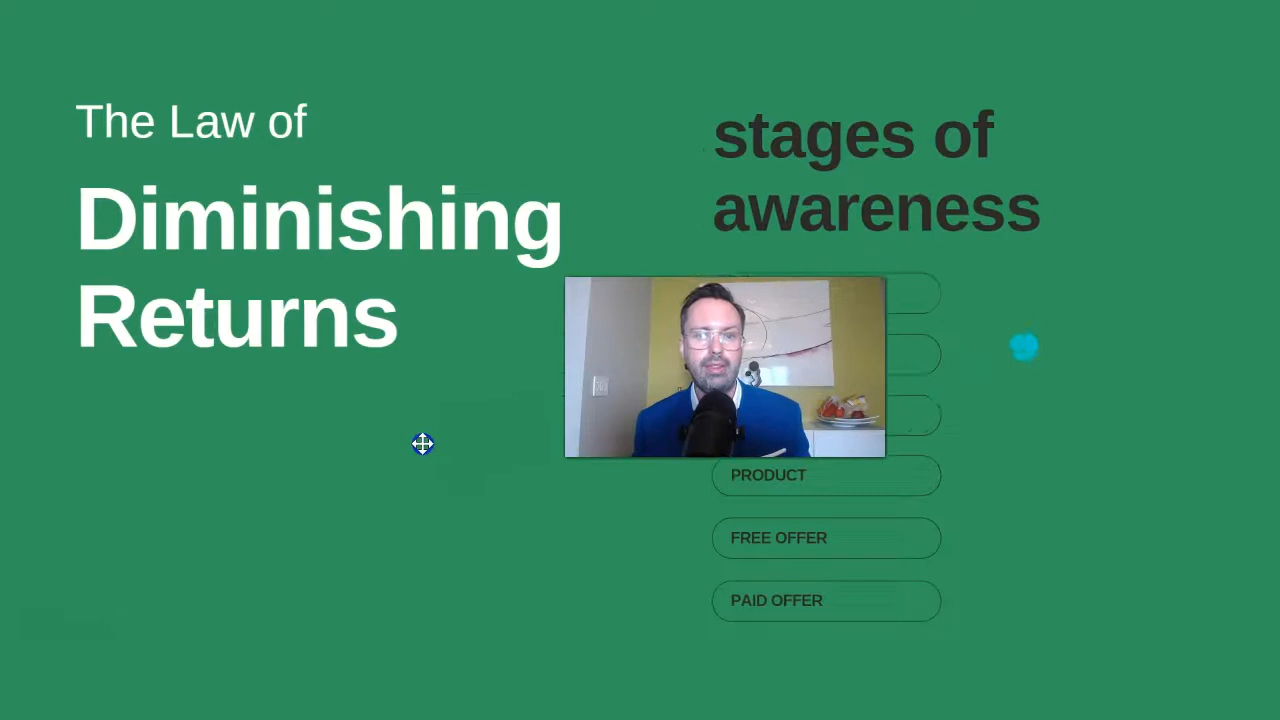 The Law of
Diminishing
Returns
stages of
awareness
PRODUCT
FREE OFFER
PAID OFFER